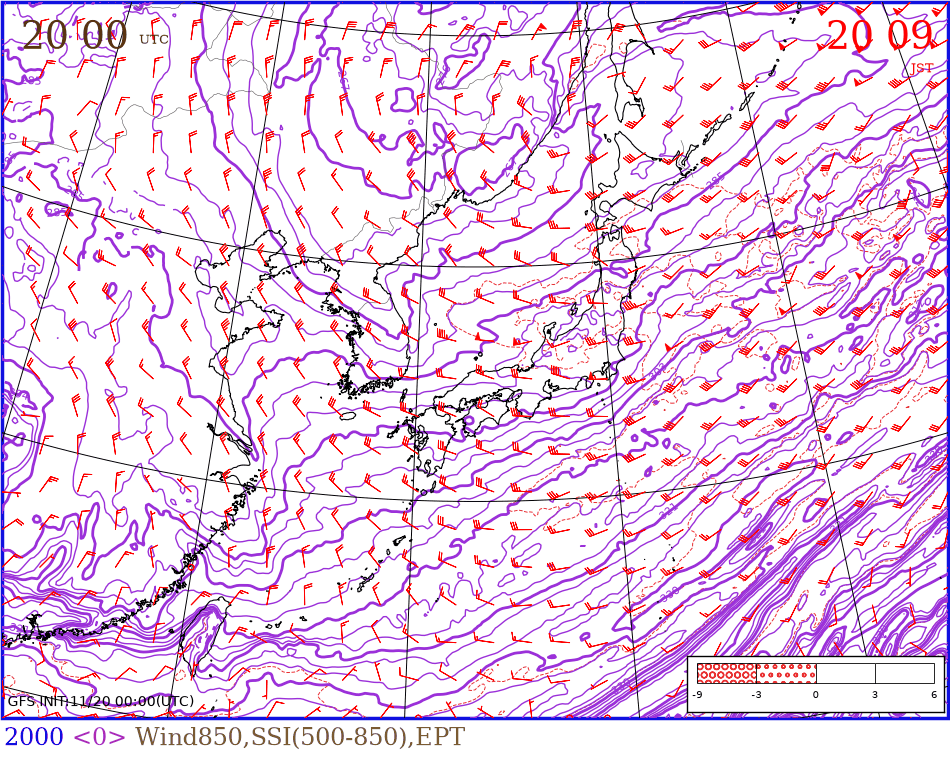 20 00 UTC
20 09
JST
GFS INIT:11/20 00:00(UTC)
-9 -3 0 3 6
2000 <0> Wind850,SSI(500-850),EPT